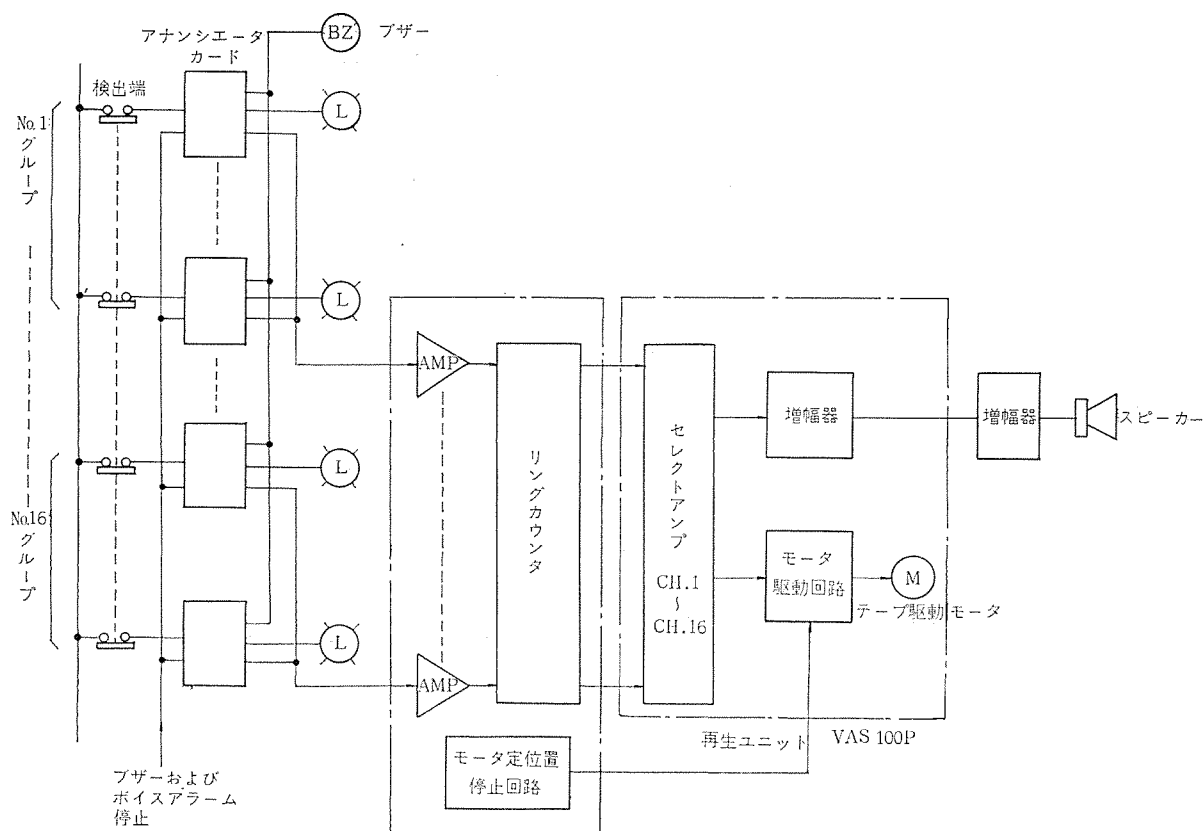 アナンシエータ
カード
BZ
ブザー
検出端
No.1
グループ
L
L
No.16
グループ
L
L
AMP
AMP
リングカウンタ
セレクトアンプ
CH.1
〜
CH.16
増幅器
増幅器
スピーカー
モータ
駆動回路
M
テープ駆動モータ
再生ユニット
VAS 100P
モータ定位置
停止回路
ブザーおよび
ボイスアラーム
停止